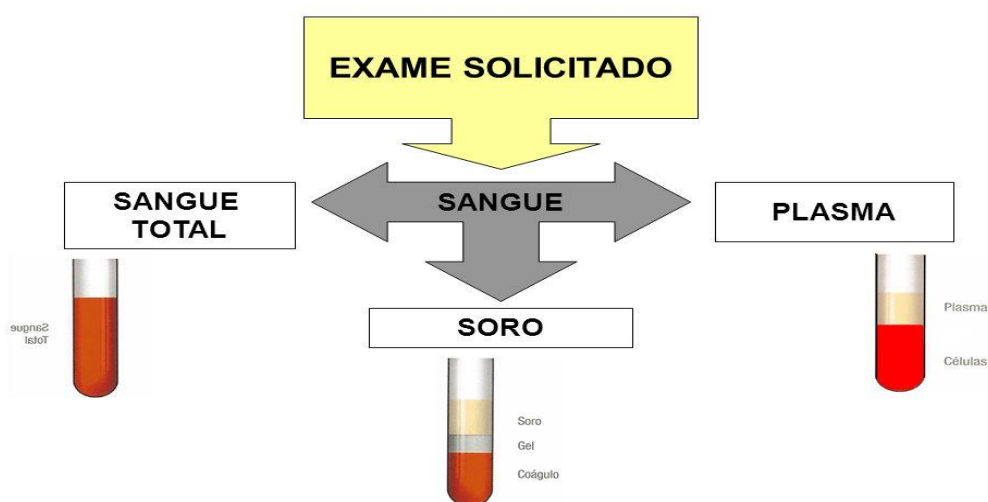 EXAME SOLICITADO
SANGUE
TOTAL
SANGUE
PLASMA
SORO
Sangue
Total
Plasma
Células
Soro
Gel
Coágulo